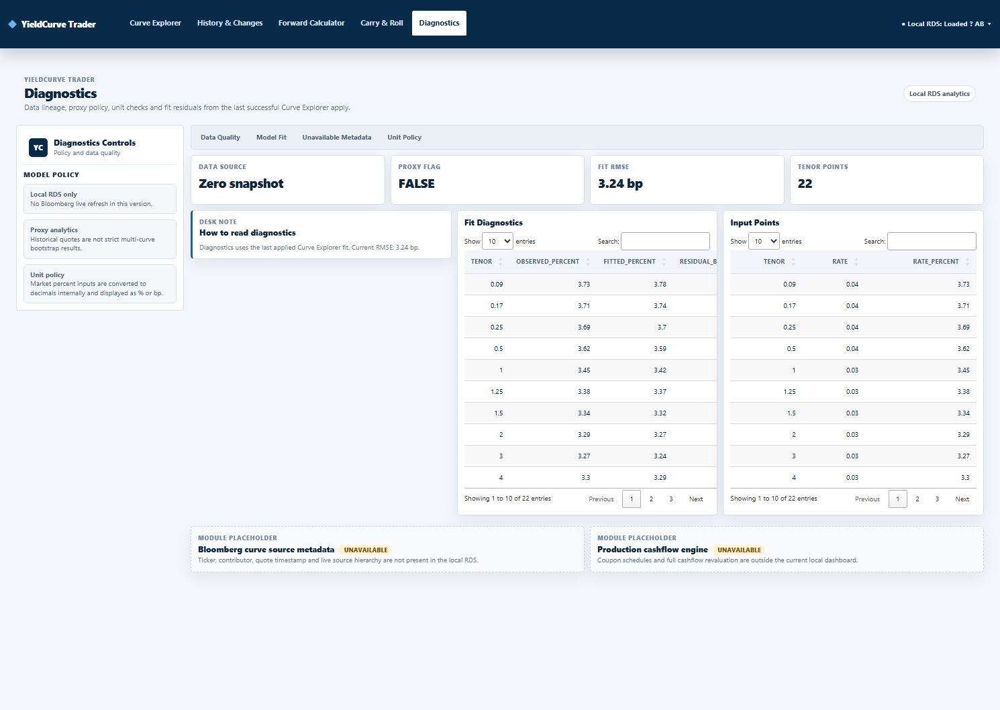 YieldCurve Trader
Curve Explorer
History & Changes
Forward Calculator
Carry & Roll
Diagnostics
● Local RDS: Loaded ? AB
YIELDCURVE TRADER
Diagnostics
Data lineage, proxy policy, unit checks and fit residuals from the last successful Curve Explorer apply.
Local RDS analytics
YC
Diagnostics Controls
Policy and data quality
MODEL POLICY
Local RDS only
No Bloomberg live refresh in this version.
Proxy analytics
Historical quotes are not strict multi-curve
bootstrap results.
Unit policy
Market percent inputs are converted to
decimals internally and displayed as % or bp.
Data Quality
Model Fit
Unavailable Metadata
Unit Policy
DATA SOURCE
Zero snapshot
PROXY FLAG
FALSE
FIT RMSE
3.24 bp
TENOR POINTS
22
DESK NOTE
How to read diagnostics
Diagnostics uses the last applied Curve Explorer fit. Current RMSE: 3.24 bp.
Fit Diagnostics
Show 10 entries
Search:
TENOR OBSERVED_PERCENT FITTED_PERCENT RESIDUAL_B
0.09 3.73 3.78
0.17 3.71 3.74
0.25 3.69 3.7
0.5 3.62 3.59
1 3.45 3.42
1.25 3.38 3.37
1.5 3.34 3.32
2 3.29 3.27
3 3.27 3.24
4 3.3 3.29
Showing 1 to 10 of 22 entries
Previous 1 2 3 Next
Input Points
Show 10 entries
Search:
TENOR RATE RATE_PERCENT
0.09 0.04 3.73
0.17 0.04 3.71
0.25 0.04 3.69
0.5 0.04 3.62
1 0.03 3.45
1.25 0.03 3.38
1.5 0.03 3.34
2 0.03 3.29
3 0.03 3.27
4 0.03 3.3
Showing 1 to 10 of 22 entries
Previous 1 2 3 Next
MODULE PLACEHOLDER
Bloomberg curve source metadata UNAVAILABLE
Ticker, contributor, quote timestamp and live source hierarchy are not present in the local RDS.
MODULE PLACEHOLDER
Production cashflow engine UNAVAILABLE
Coupon schedules and full cashflow revaluation are outside the current local dashboard.